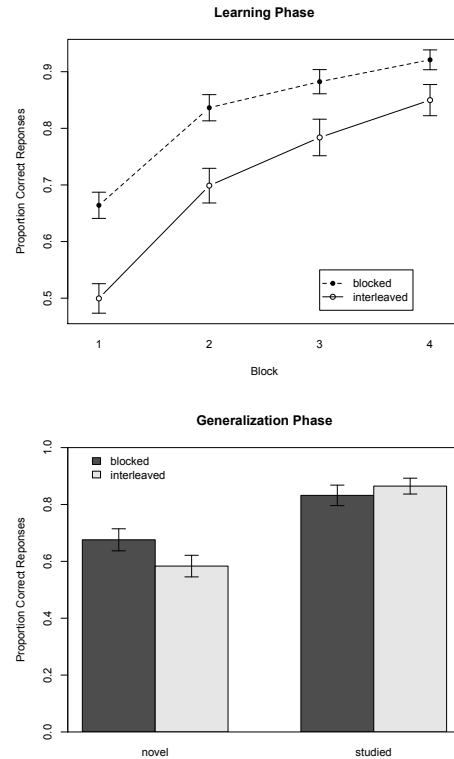 Learning Phase
Proportion Correct Reponses
0.9
0.8
0.7
0.6
0.5
blocked
interleaved
1 2 3 4
Block
Generalization Phase
Proportion Correct Reponses
1.0
0.8
0.6
0.4
0.2
0.0
blocked
interleaved
novel studied